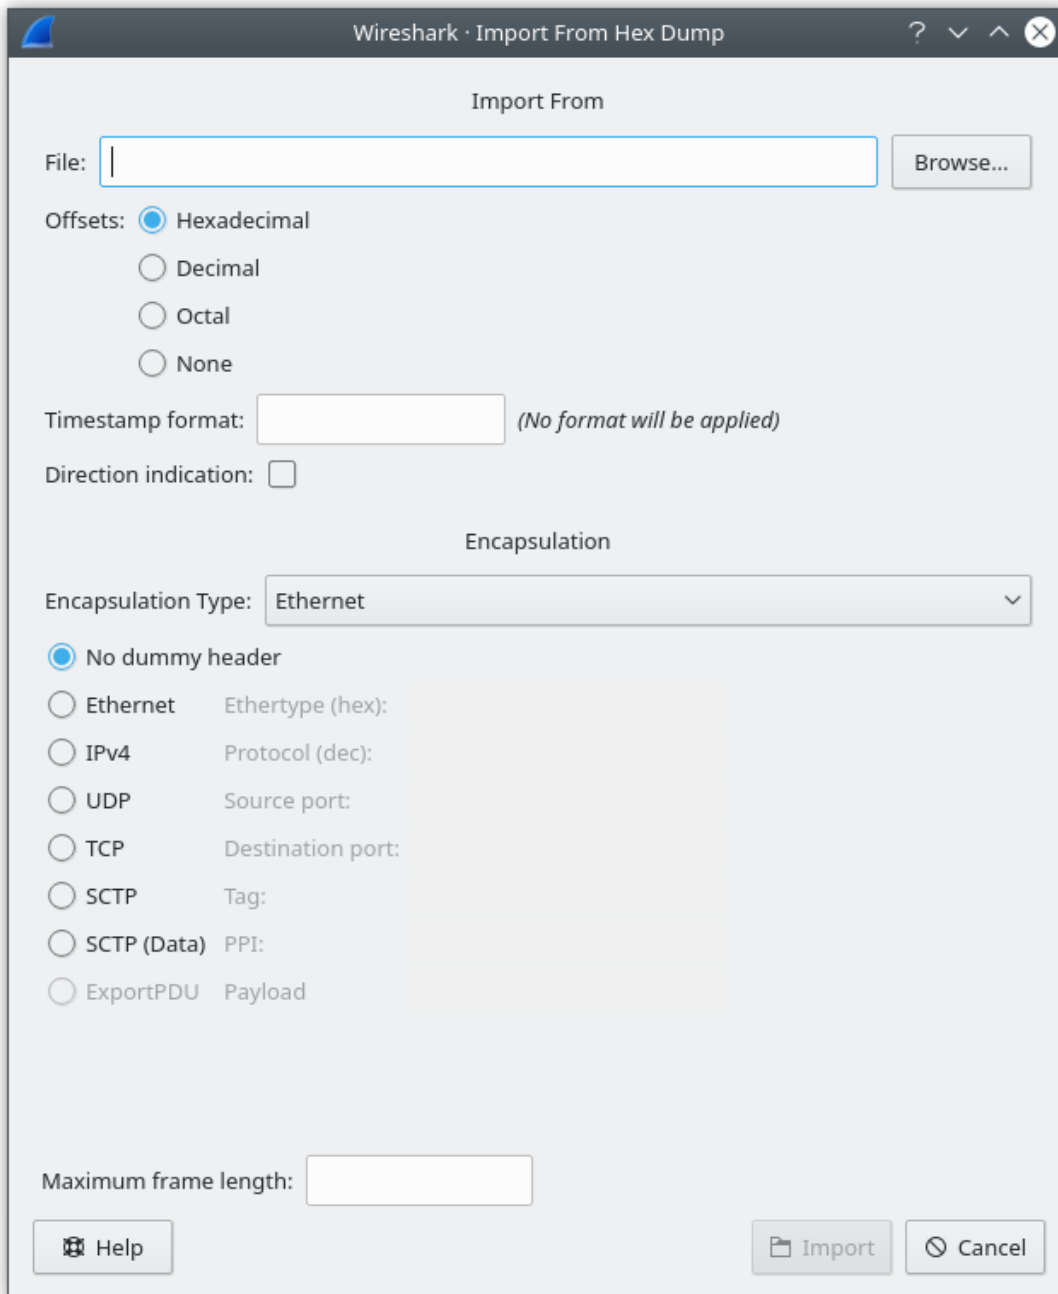 Wireshark · Import From Hex Dump
Import From
File: Browse...
Offsets: Hexadecimal
Decimal
Octal
None
Timestamp format: (No format will be applied)
Direction indication:
Encapsulation
Encapsulation Type: Ethernet
No dummy header
Ethernet Ethertype (hex):
IPv4 Protocol (dec):
UDP Source port:
TCP Destination port:
SCTP Tag:
SCTP (Data) PPI:
ExportPDU Payload
Maximum frame length:
Help Import Cancel